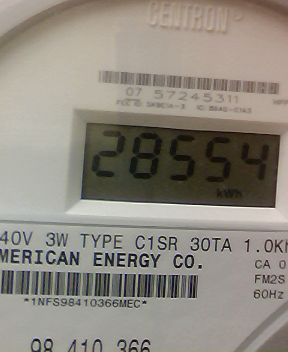 CENTRON
07 57245311
28554
kWh
40V 3W TYPE C1SR 30TA 1.0Kh
MERICAN ENERGY CO.
CA 0
FM2S
60Hz
*1NFS98410366MEC*
98 410 366